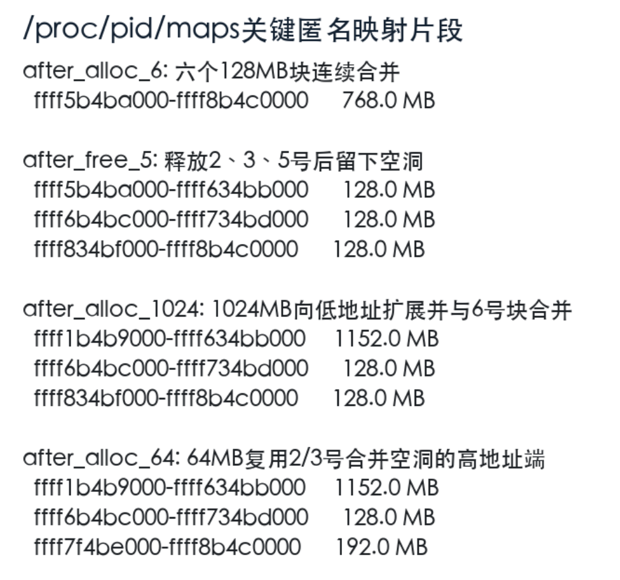 /proc/pid/maps关键匿名映射片段
after_alloc_6: 六个128MB块连续合并
ffff5b4ba000-ffff8b4c0000 768.0 MB
after_free_5: 释放2、3、5号后留下空洞
ffff5b4ba000-ffff634bb000 128.0 MB
ffff6b4bc000-ffff734bd000 128.0 MB
ffff834bf000-ffff8b4c0000 128.0 MB
after_alloc_1024: 1024MB向低地址扩展并与6号块合并
ffff1b4b9000-ffff634bb000 1152.0 MB
ffff6b4bc000-ffff734bd000 128.0 MB
ffff834bf000-ffff8b4c0000 128.0 MB
after_alloc_64: 64MB复用2/3号合并空洞的高地址端
ffff1b4b9000-ffff634bb000 1152.0 MB
ffff6b4bc000-ffff734bd000 128.0 MB
ffff7f4be000-ffff8b4c0000 192.0 MB